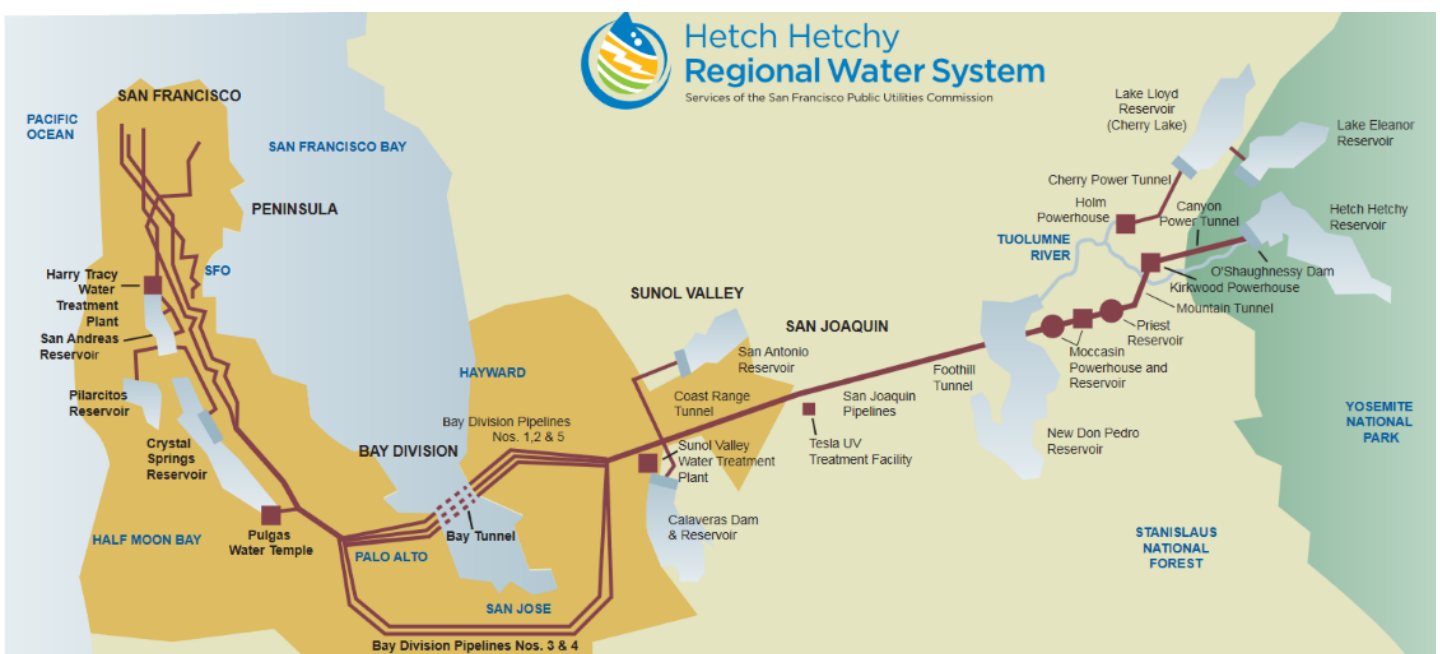 Hetch Hetchy
Regional Water System
Services of the San Francisco Public Utilities Commission
SAN FRANCISCO
PACIFIC
OCEAN
SAN FRANCISCO BAY
PENINSULA
SFO
Harry Tracy
Water
Treatment
Plant
San Andreas
Reservoir
Pilarcitos
Reservoir
Crystal
Springs
Reservoir
HALF MOON BAY
Pulgas
Water Temple
PALO ALTO
BAY DIVISION
Bay Tunnel
SAN JOSE
Bay Division Pipelines Nos. 3 & 4
HAYWARD
Bay Division Pipelines
Nos. 1,2 & 5
SUNOL VALLEY
San Antonio
Reservoir
Coast Range
Tunnel
Sunol Valley
Water Treatment
Plant
Calaveras Dam
& Reservoir
SAN JOAQUIN
San Joaquin
Pipelines
Tesla UV
Treatment Facility
Foothill
Tunnel
New Don Pedro
Reservoir
Moccasin
Powerhouse and
Reservoir
Priest
Reservoir
Mountain Tunnel
Kirkwood Powerhouse
O'Shaughnessy Dam
TUOLUMNE
RIVER
Holm
Powerhouse
Cherry Power Tunnel
Canyon
Power Tunnel
Lake Lloyd
Reservoir
(Cherry Lake)
Lake Eleanor
Reservoir
Hetch Hetchy
Reservoir
YOSEMITE
NATIONAL
PARK
STANISLAUS
NATIONAL
FOREST